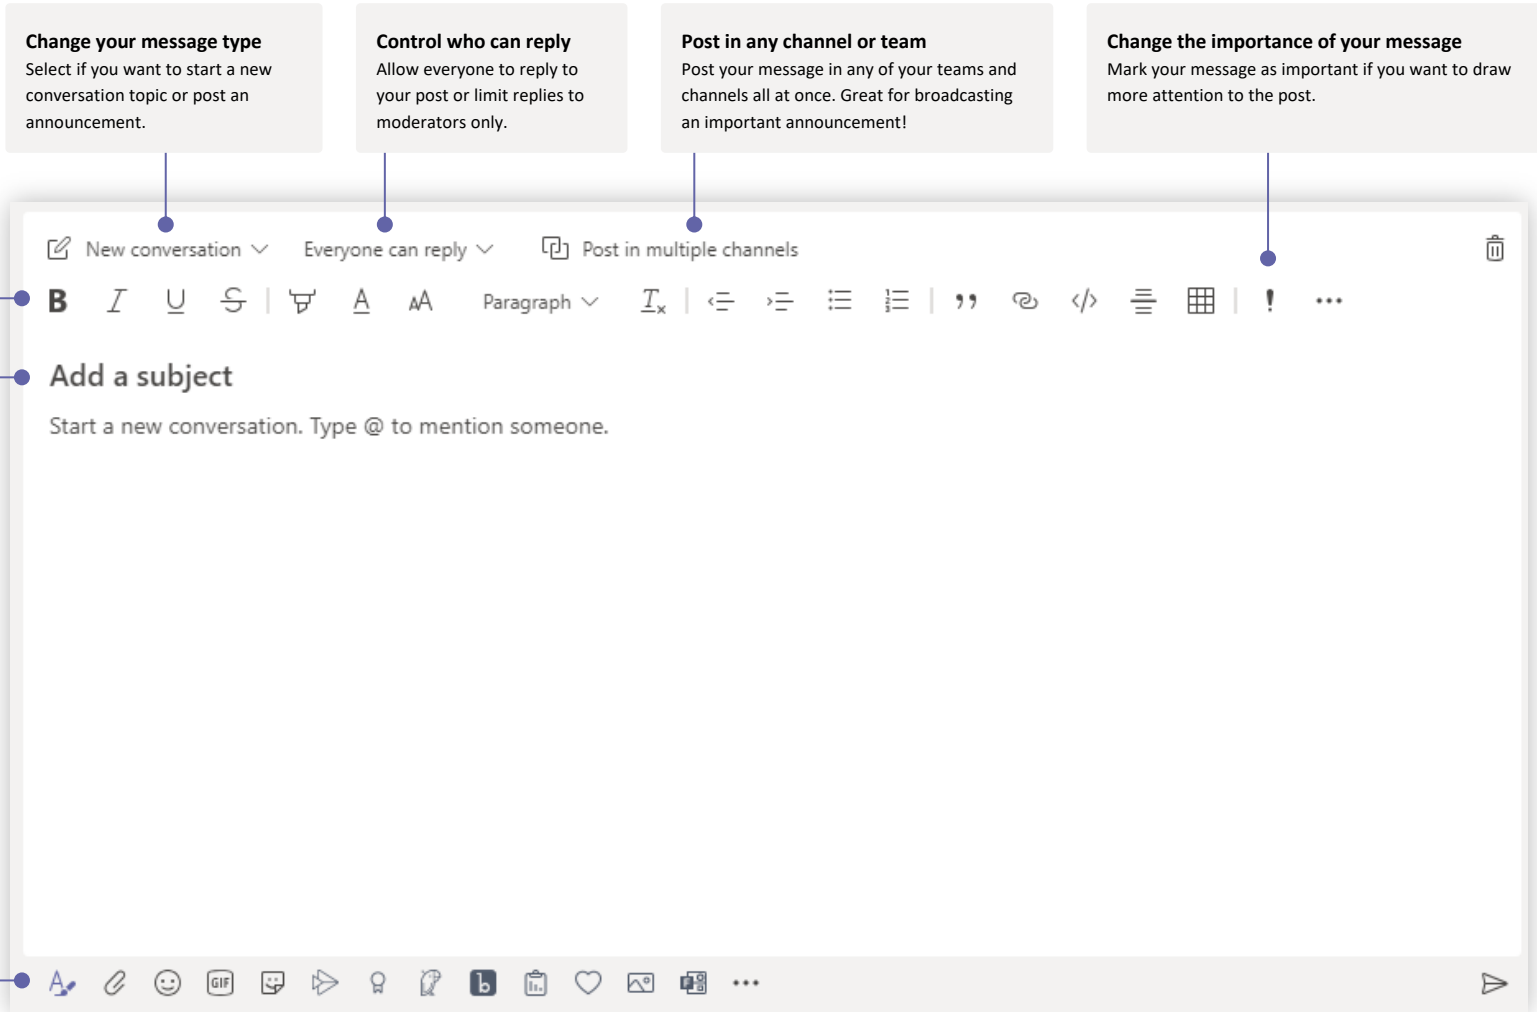 Change your message type
Select if you want to start a new
conversation topic or post an
announcement.
Control who can reply
Allow everyone to reply to
your post or limit replies to
moderators only.
Post in any channel or team
Post your message in any of your teams and
channels all at once. Great for broadcasting
an important announcement!
Change the importance of your message
Mark your message as important if you want to draw
more attention to the post.
New conversation
Everyone can reply
Post in multiple channels
Paragraph
Add a subject
Start a new conversation. Type @ to mention someone.
GIF